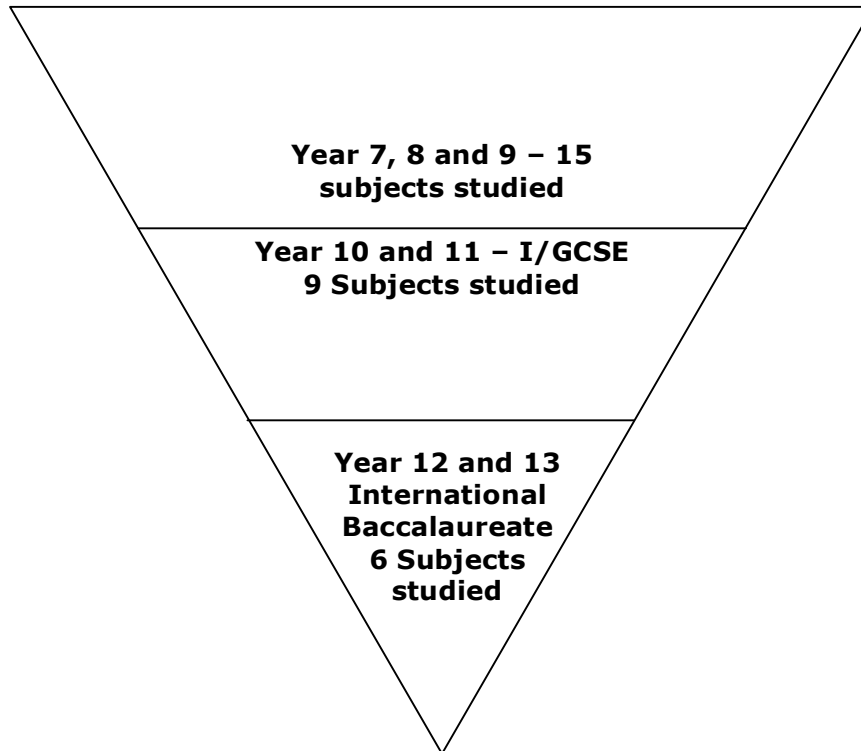 Year 7, 8 and 9 – 15
subjects studied
Year 10 and 11 – I/GCSE
9 Subjects studied
Year 12 and 13
International
Baccalaureate
6 Subjects
studied